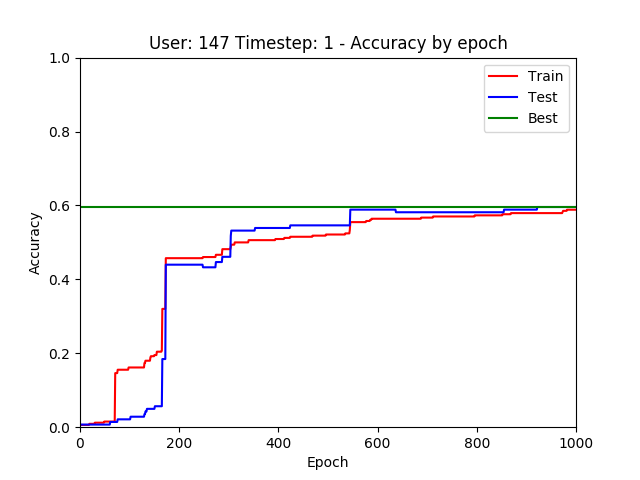 User: 147 Timestep: 1 - Accuracy by epoch
1.0
Train
Test
Best
0.8
0.6
Accuracy
0.4
0.2
0.0
0 200 400 600 800 1000
Epoch